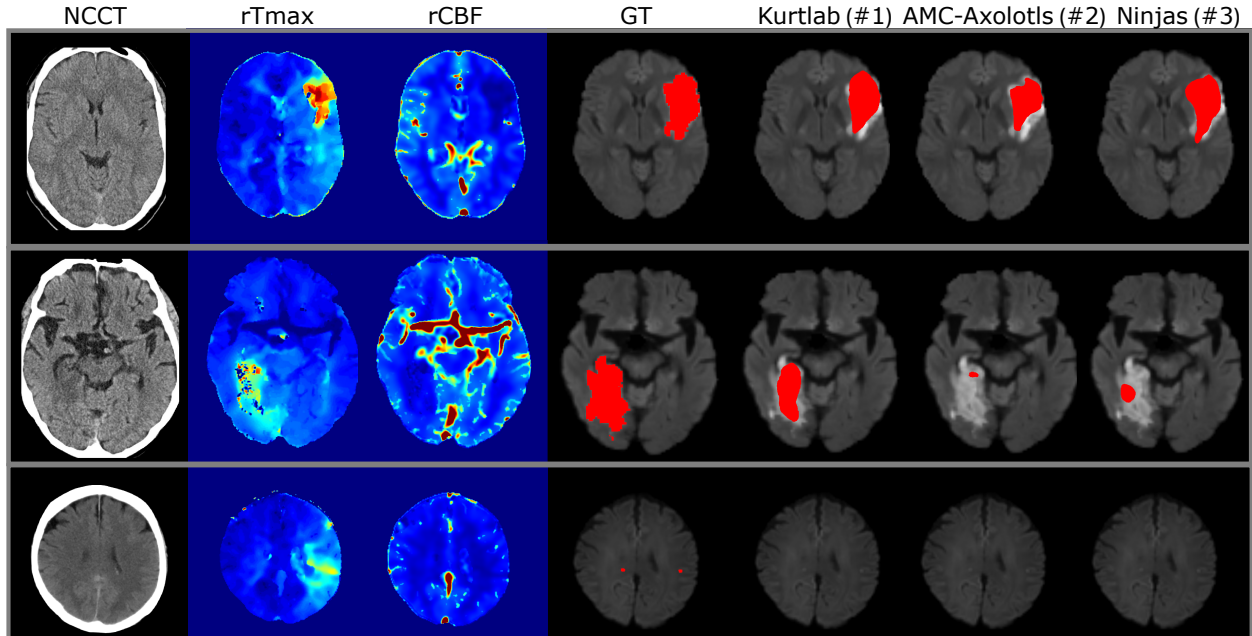 NCCT rTmax rCBF GT Kurtlab (#1) AMC-Axolotls (#2) Ninjas (#3)